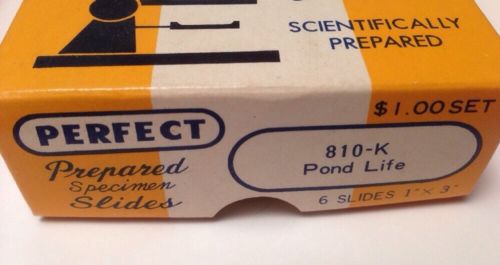 SCIENTIFICALLY
PREPARED
$1.00 SET
PERFECT
Prepared
Specimen
Slides
810-K
Pond Life
6 SLIDES 1" × 3"